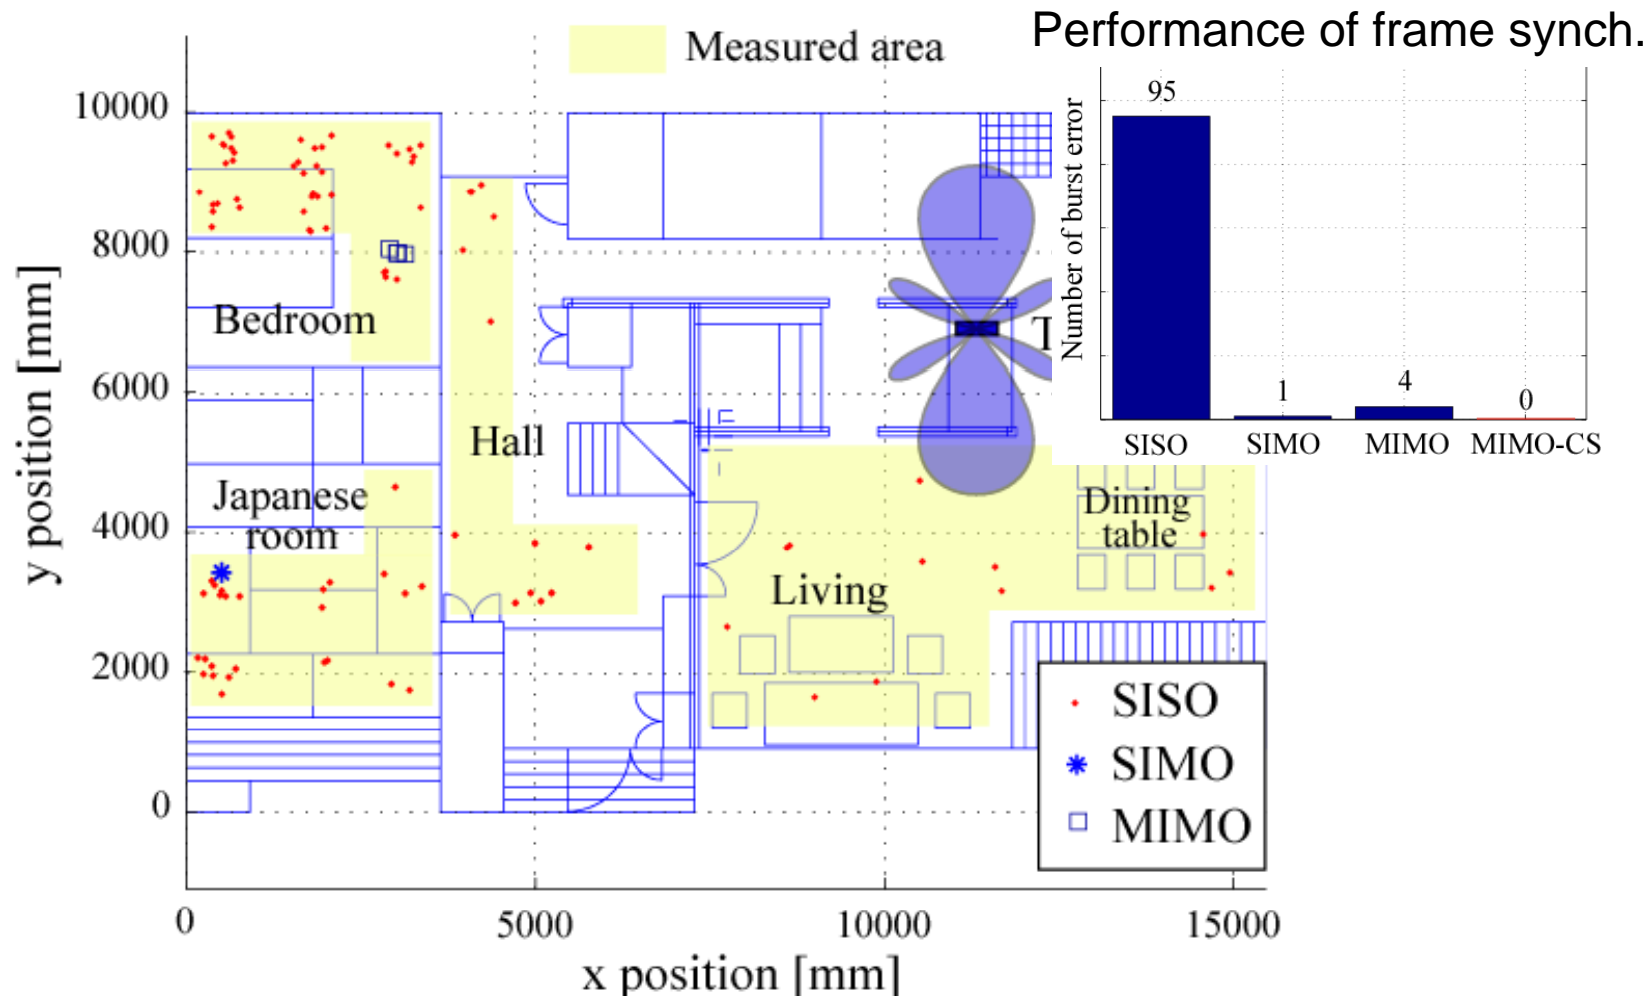 Performance of frame synch.
Measured area
Number of burst error
95
1
4
0
SISO
SIMO
MIMO
MIMO-CS
y position [mm]
10000
8000
6000
4000
2000
0
Bedroom
Hall
Japanese
room
T
Living
Dining
table
SISO
SIMO
MIMO
0
5000
10000
15000
x position [mm]